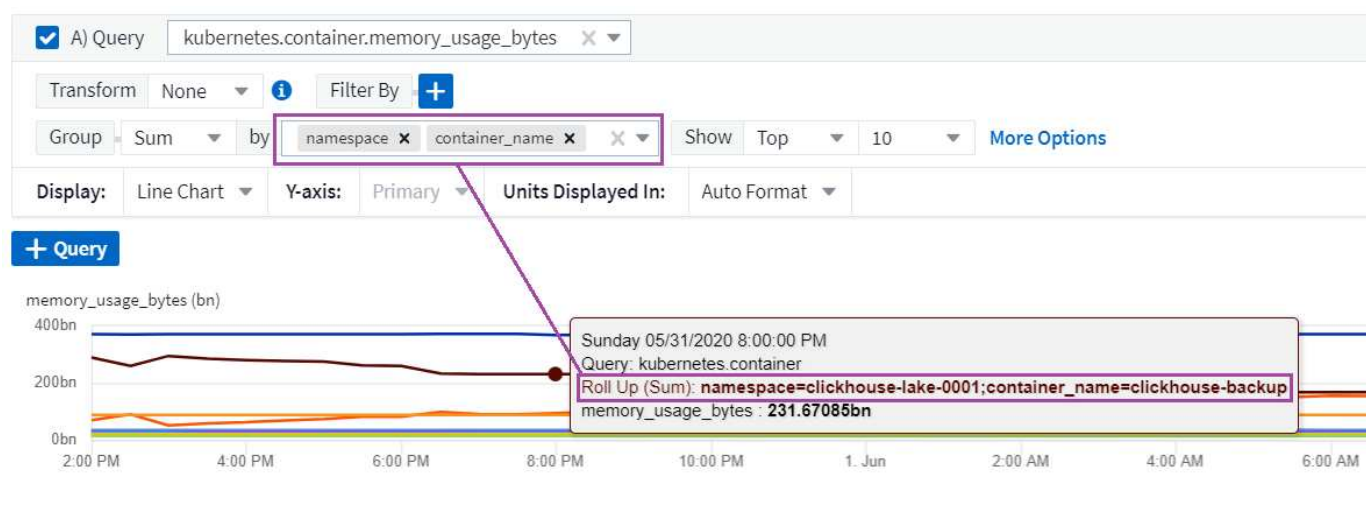 A) Query kubernetes.container.memory_usage_bytes
Transform None Filter By
Group Sum by namespace container_name Show Top 10 More Options
Display: Line Chart Y-axis: Primary Units Displayed In: Auto Format
+ Query
memory_usage_bytes (bn)
400bn
200bn
0bn
Sunday 05/31/2020 8:00:00 PM
Query: kubernetes.container
Roll Up (Sum): namespace=clickhouse-lake-0001;container_name=clickhouse-backup
memory_usage_bytes : 231.67085bn
2:00 PM 4:00 PM 6:00 PM 8:00 PM 10:00 PM 1. Jun 2:00 AM 4:00 AM 6:00 AM